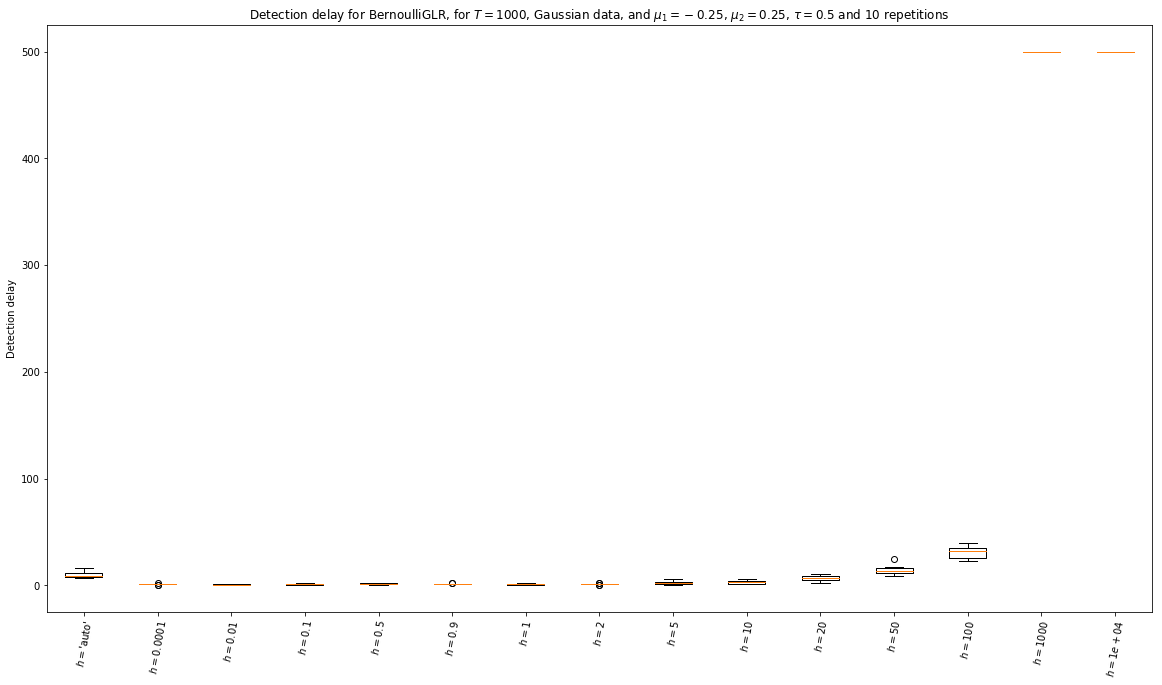 Detection delay for BernoulliGLR, for T = 1000, Gaussian data, and μ₁ = −0.25, μ₂ = 0.25, τ = 0.5 and 10 repetitions
500
400
300
200
100
0
Detection delay
h = 'auto'
h = 0.0001
h = 0.01
h = 0.1
h = 0.5
h = 0.9
h = 1
h = 2
h = 5
h = 10
h = 20
h = 50
h = 100
h = 1000
h = 1e + 04